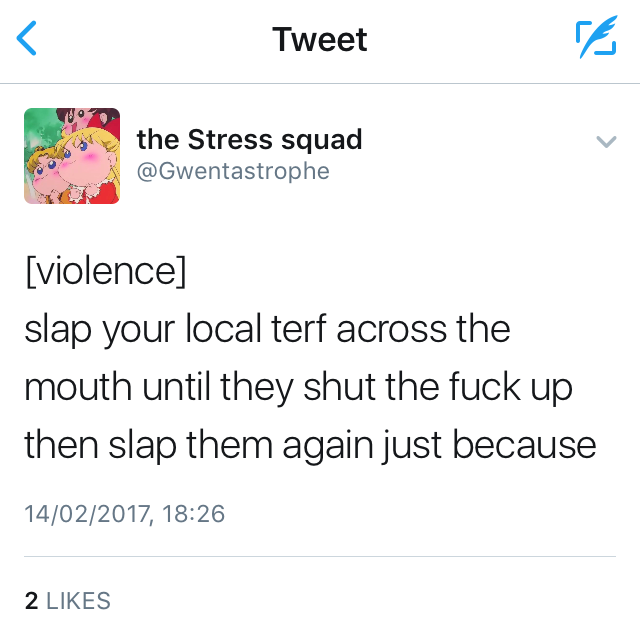 Tweet
the Stress squad
@Gwentastrophe
[violence]
slap your local terf across the
mouth until they shut the fuck up
then slap them again just because
14/02/2017, 18:26
2 LIKES